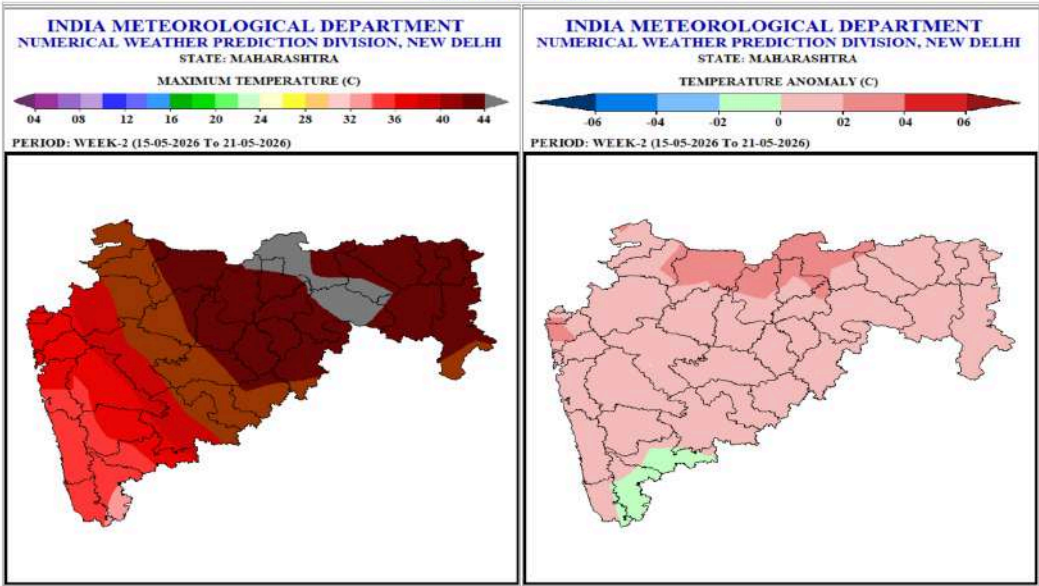 INDIA METEOROLOGICAL DEPARTMENT
NUMERICAL WEATHER PREDICTION DIVISION, NEW DELHI
STATE: MAHARASHTRA
MAXIMUM TEMPERATURE (C)
04 08 12 16 20 24 28 32 36 40 44
PERIOD: WEEK-2 (15-05-2026 To 21-05-2026)
INDIA METEOROLOGICAL DEPARTMENT
NUMERICAL WEATHER PREDICTION DIVISION, NEW DELHI
STATE: MAHARASHTRA
TEMPERATURE ANOMALY (C)
-06 -04 -02 0 02 04 06
PERIOD: WEEK-2 (15-05-2026 To 21-05-2026)